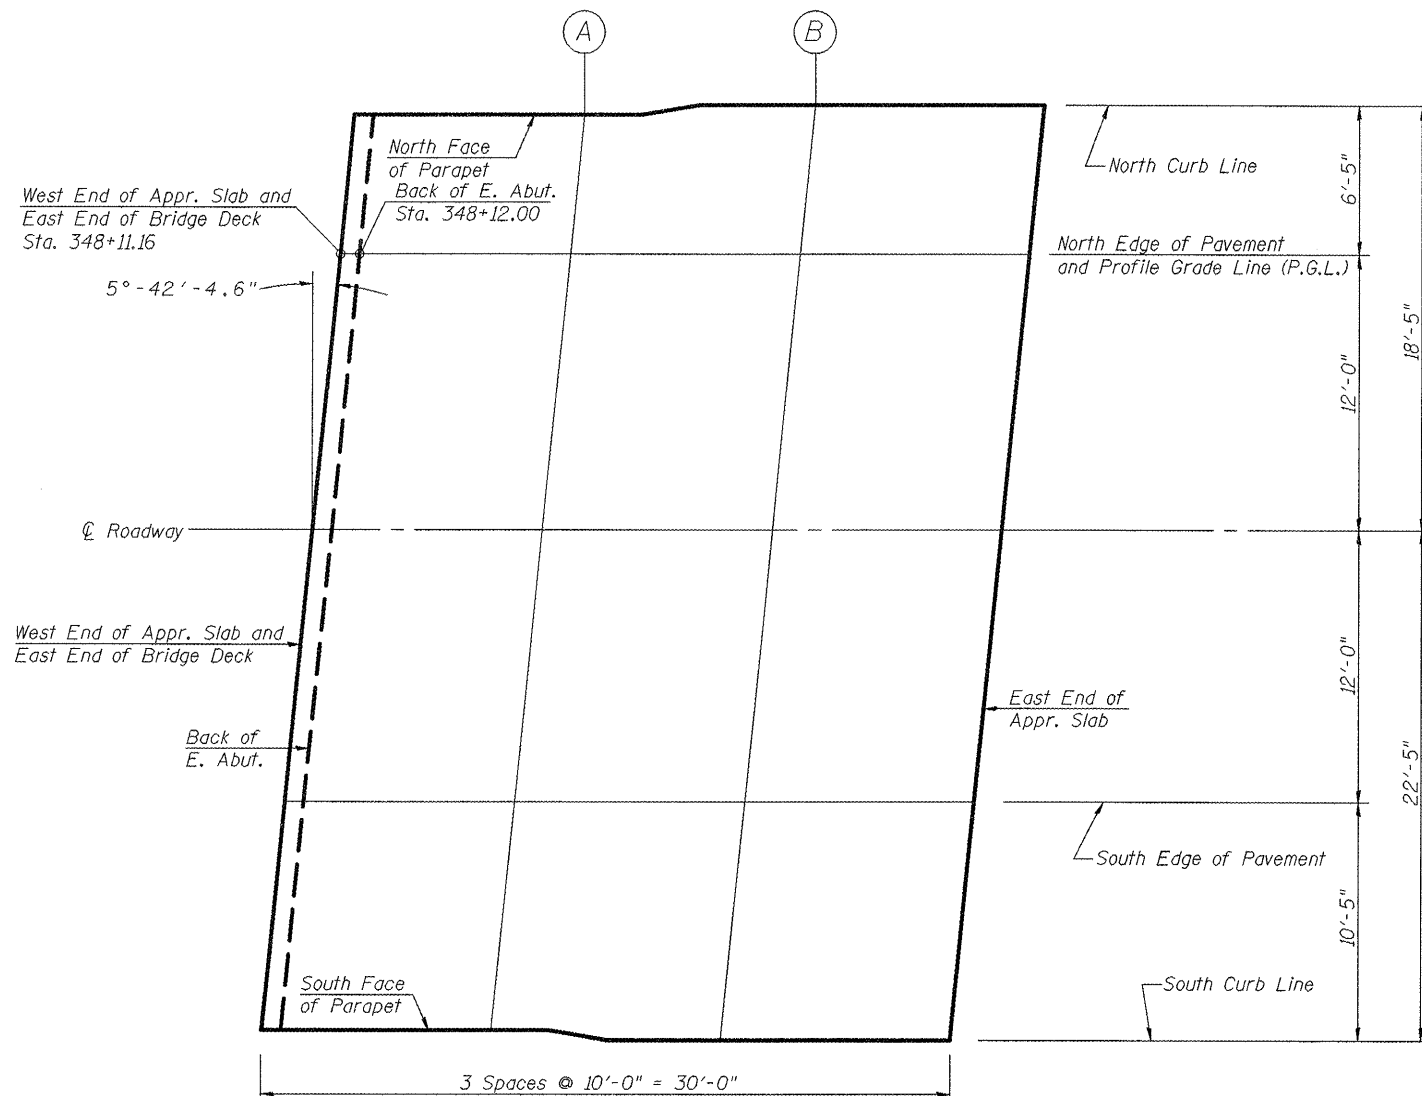 A
B
North Face
of Parapet
Back of E. Abut.
Sta. 348+12.00
North Curb Line
6'-5"
West End of Appr. Slab and
East End of Bridge Deck
Sta. 348+11.16
North Edge of Pavement
and Profile Grade Line (P.G.L.)
5°-42'-4.6"
18'-5"
12'-0"
℄ Roadway
West End of Appr. Slab and
East End of Bridge Deck
12'-0"
East End of
Appr. Slab
Back of
E. Abut.
22'-5"
South Edge of Pavement
10'-5"
South Face
of Parapet
South Curb Line
3 Spaces @ 10'-0" = 30'-0"